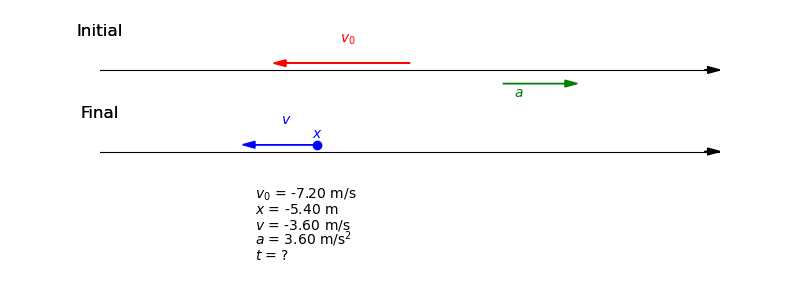 Initial
v₀
a
Final
v
x
v₀ = -7.20 m/s
x = -5.40 m
v = -3.60 m/s
a = 3.60 m/s²
t = ?